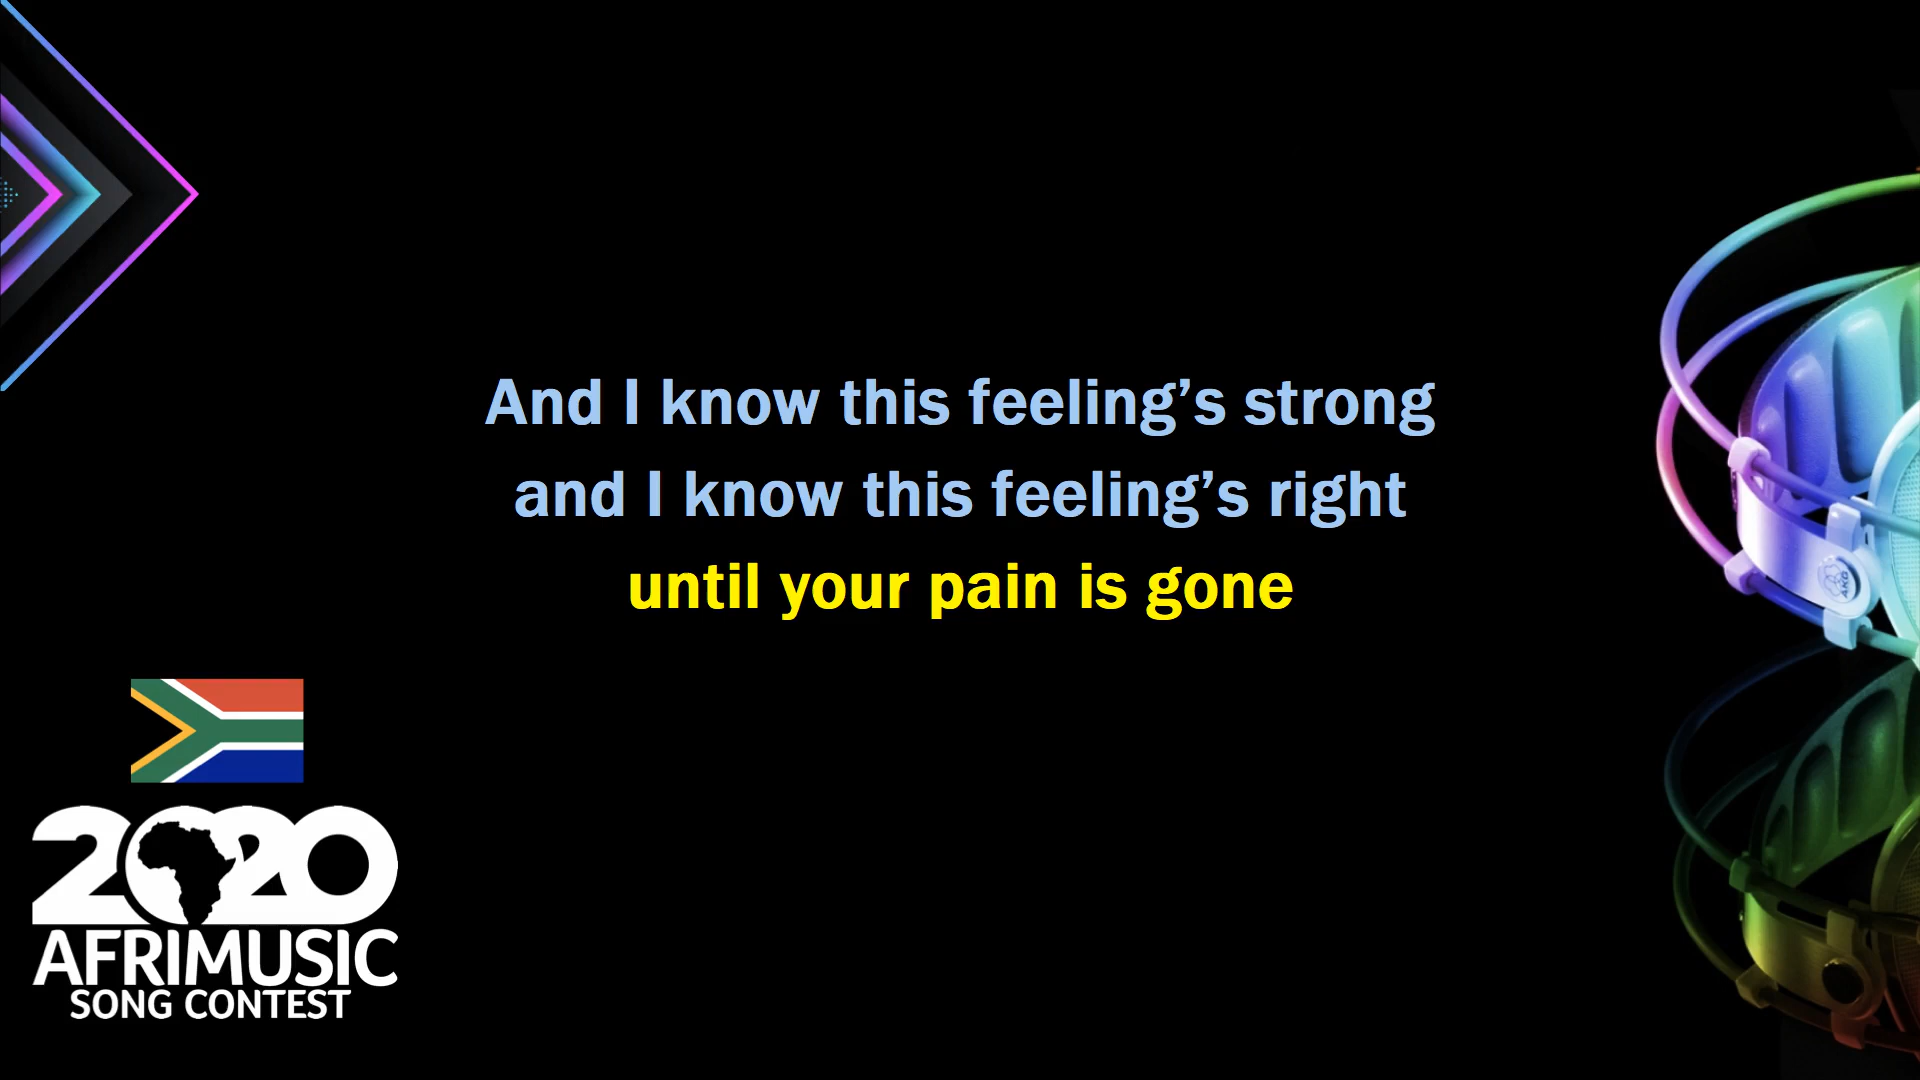 And I know this feeling’s strong
and I know this feeling’s right
until your pain is gone
AKG
2020
AFRIMUSIC
SONG CONTEST